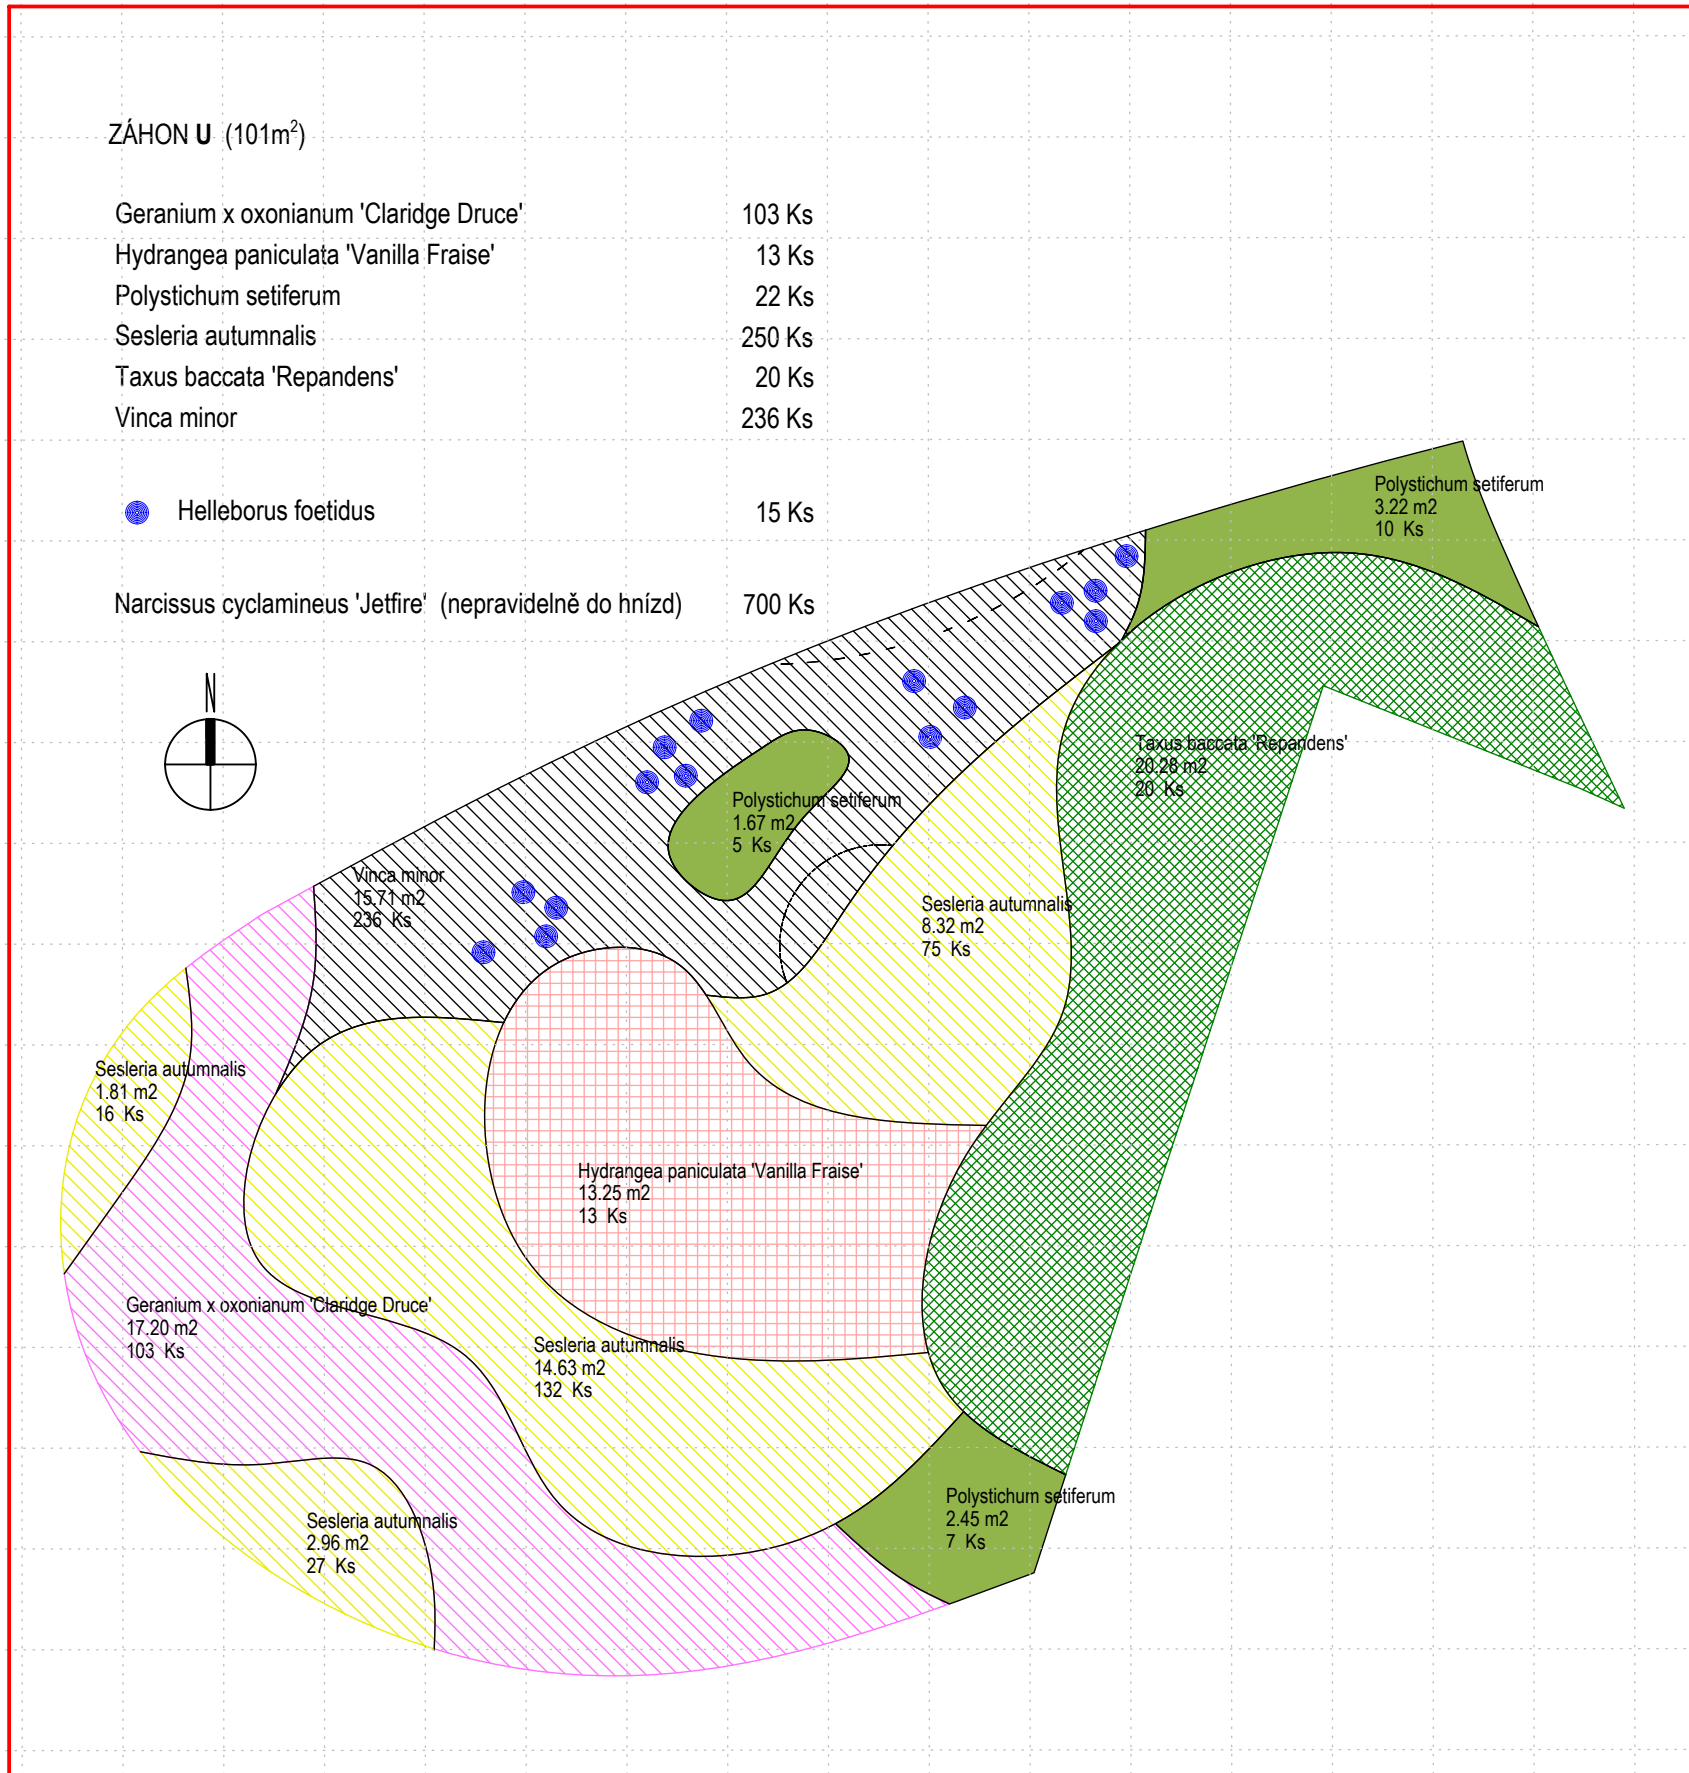 ZÁHON U (101m²)
Geranium x oxonianum 'Claridge Druce' 103 Ks
Hydrangea paniculata 'Vanilla Fraise' 13 Ks
Polystichum setiferum 22 Ks
Sesleria autumnalis 250 Ks
Taxus baccata 'Repandens' 20 Ks
Vinca minor 236 Ks
Helleborus foetidus 15 Ks
Narcissus cyclamineus 'Jetfire' (nepravidelně do hnízd) 700 Ks
N
Polystichum setiferum
3.22 m2
10 Ks
Taxus baccata 'Repandens'
20.28 m2
20 Ks
Polystichum setiferum
1.67 m2
5 Ks
Vinca minor
15.71 m2
236 Ks
Sesleria autumnalis
8.32 m2
75 Ks
Sesleria autumnalis
1.81 m2
16 Ks
Hydrangea paniculata 'Vanilla Fraise'
13.25 m2
13 Ks
Geranium x oxonianum 'Claridge Druce'
17.20 m2
103 Ks
Sesleria autumnalis
14.63 m2
132 Ks
Polystichum setiferum
2.45 m2
7 Ks
Sesleria autumnalis
2.96 m2
27 Ks